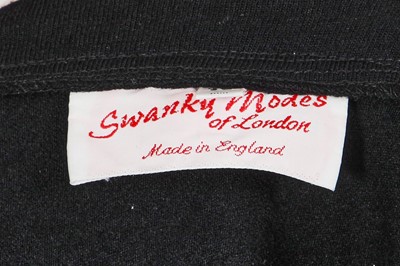 Swanky Modes
of London
Made in England